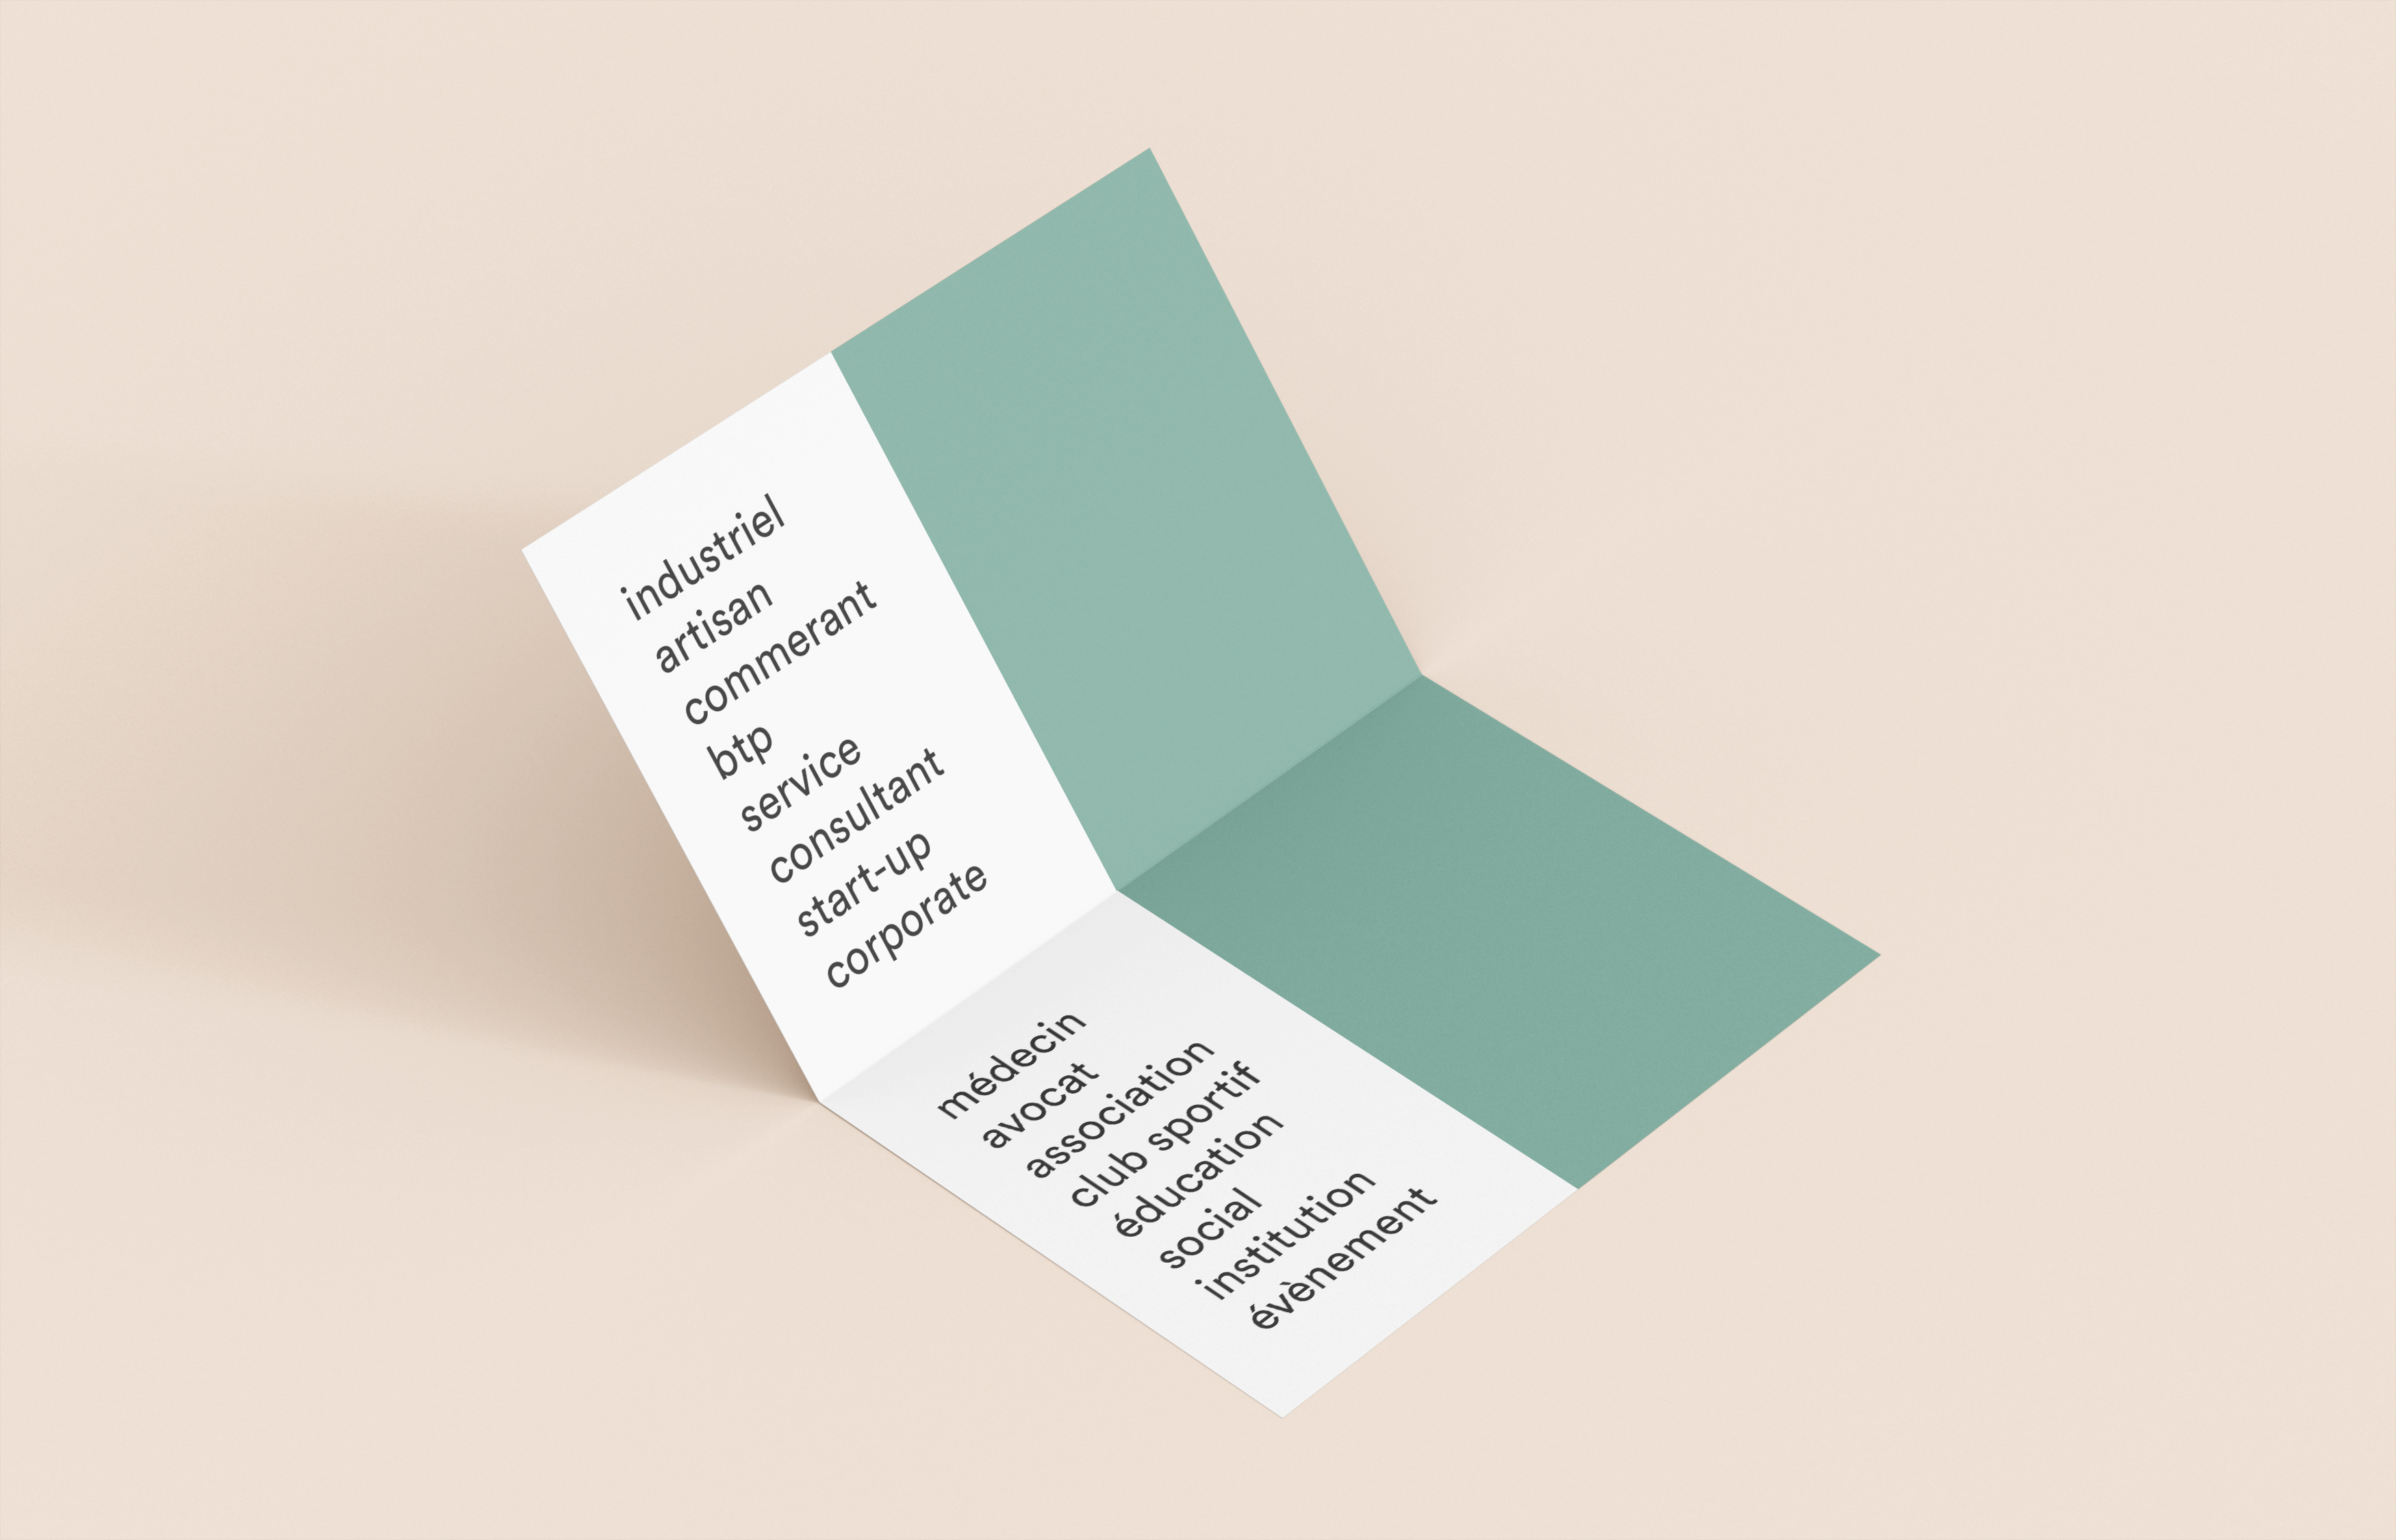 industriel
artisan
commerant
btp
service
consultant
start-up
corporate
médecin
avocat
association
club sportif
éducation
social
institution
évènement